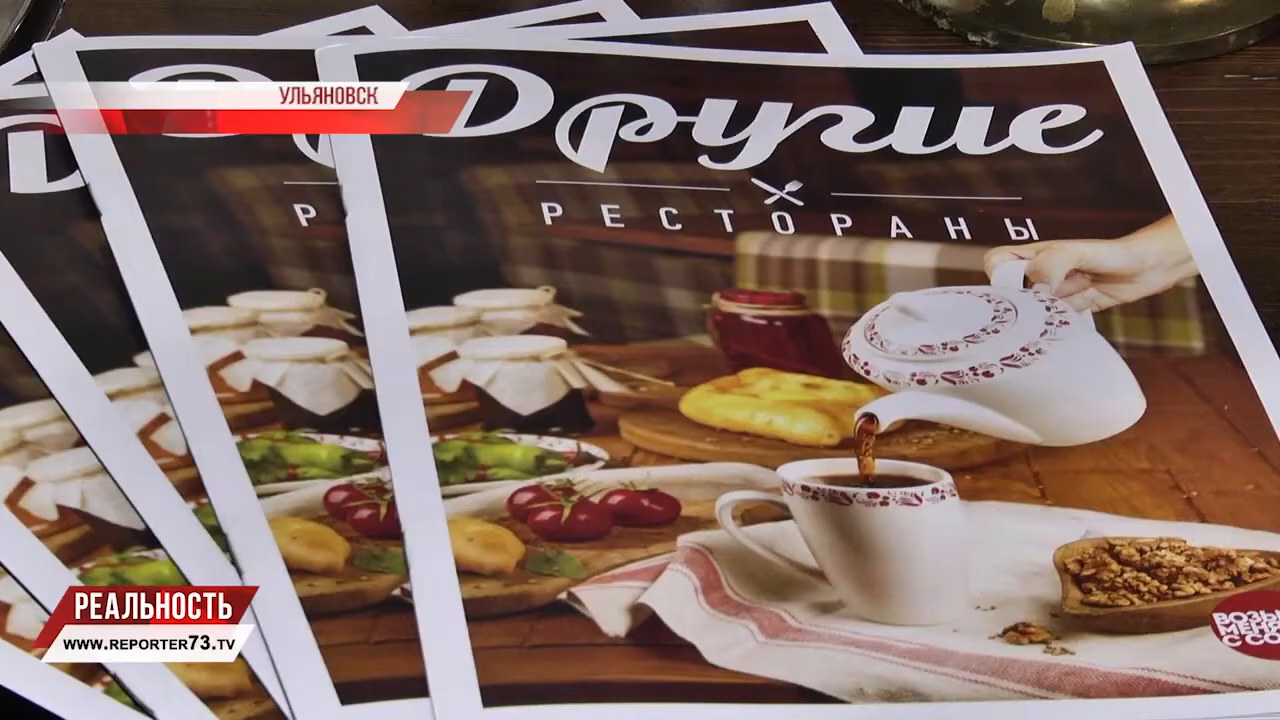 УЛЬЯНОВСК
Другие
РЕСТОРАНЫ
Р
РЕАЛЬНОСТЬ
WWW.REPORTER73.TV